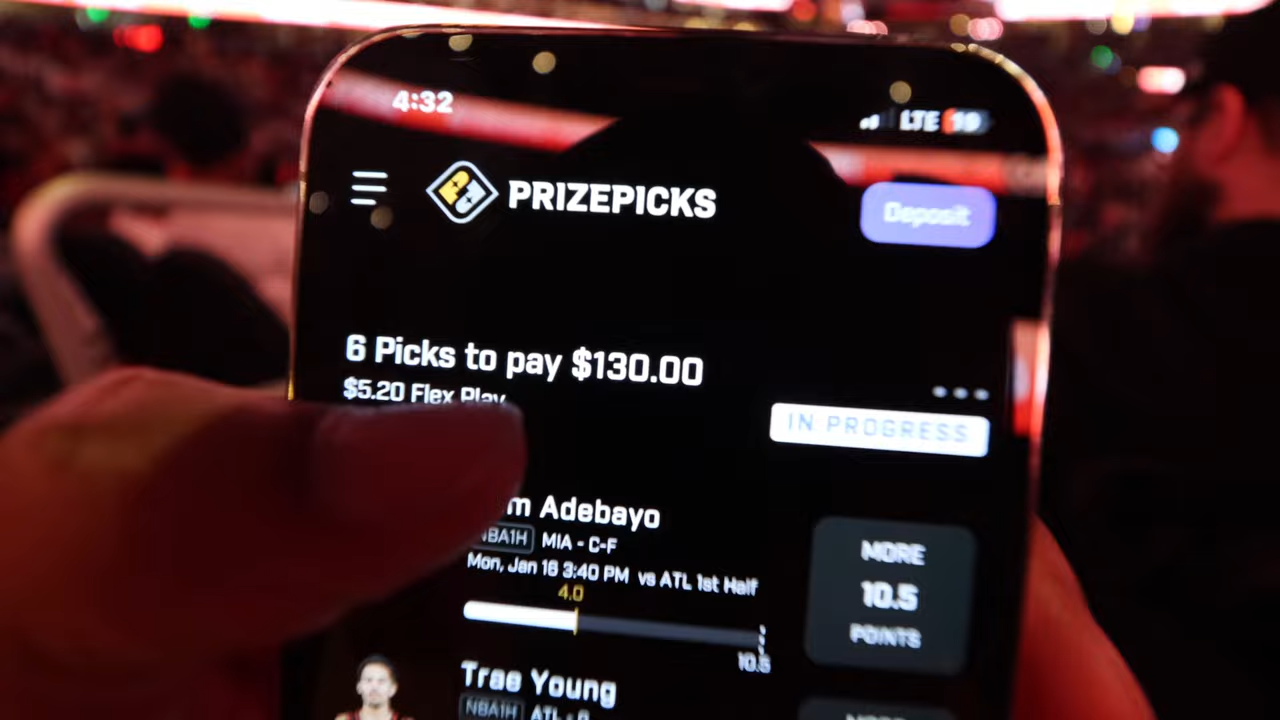 4:32
LTE 19
PRIZEPICKS
Deposit
6 Picks to pay $130.00
$5.20 Flex Play
IN PROGRESS
m Adebayo
NBA1H MIA - C-F
Mon, Jan 16 3:40 PM vs ATL 1st Half
4.0
10.5
MORE
10.5
POINTS
Trae Young
NBA1H ATL - G
MORE